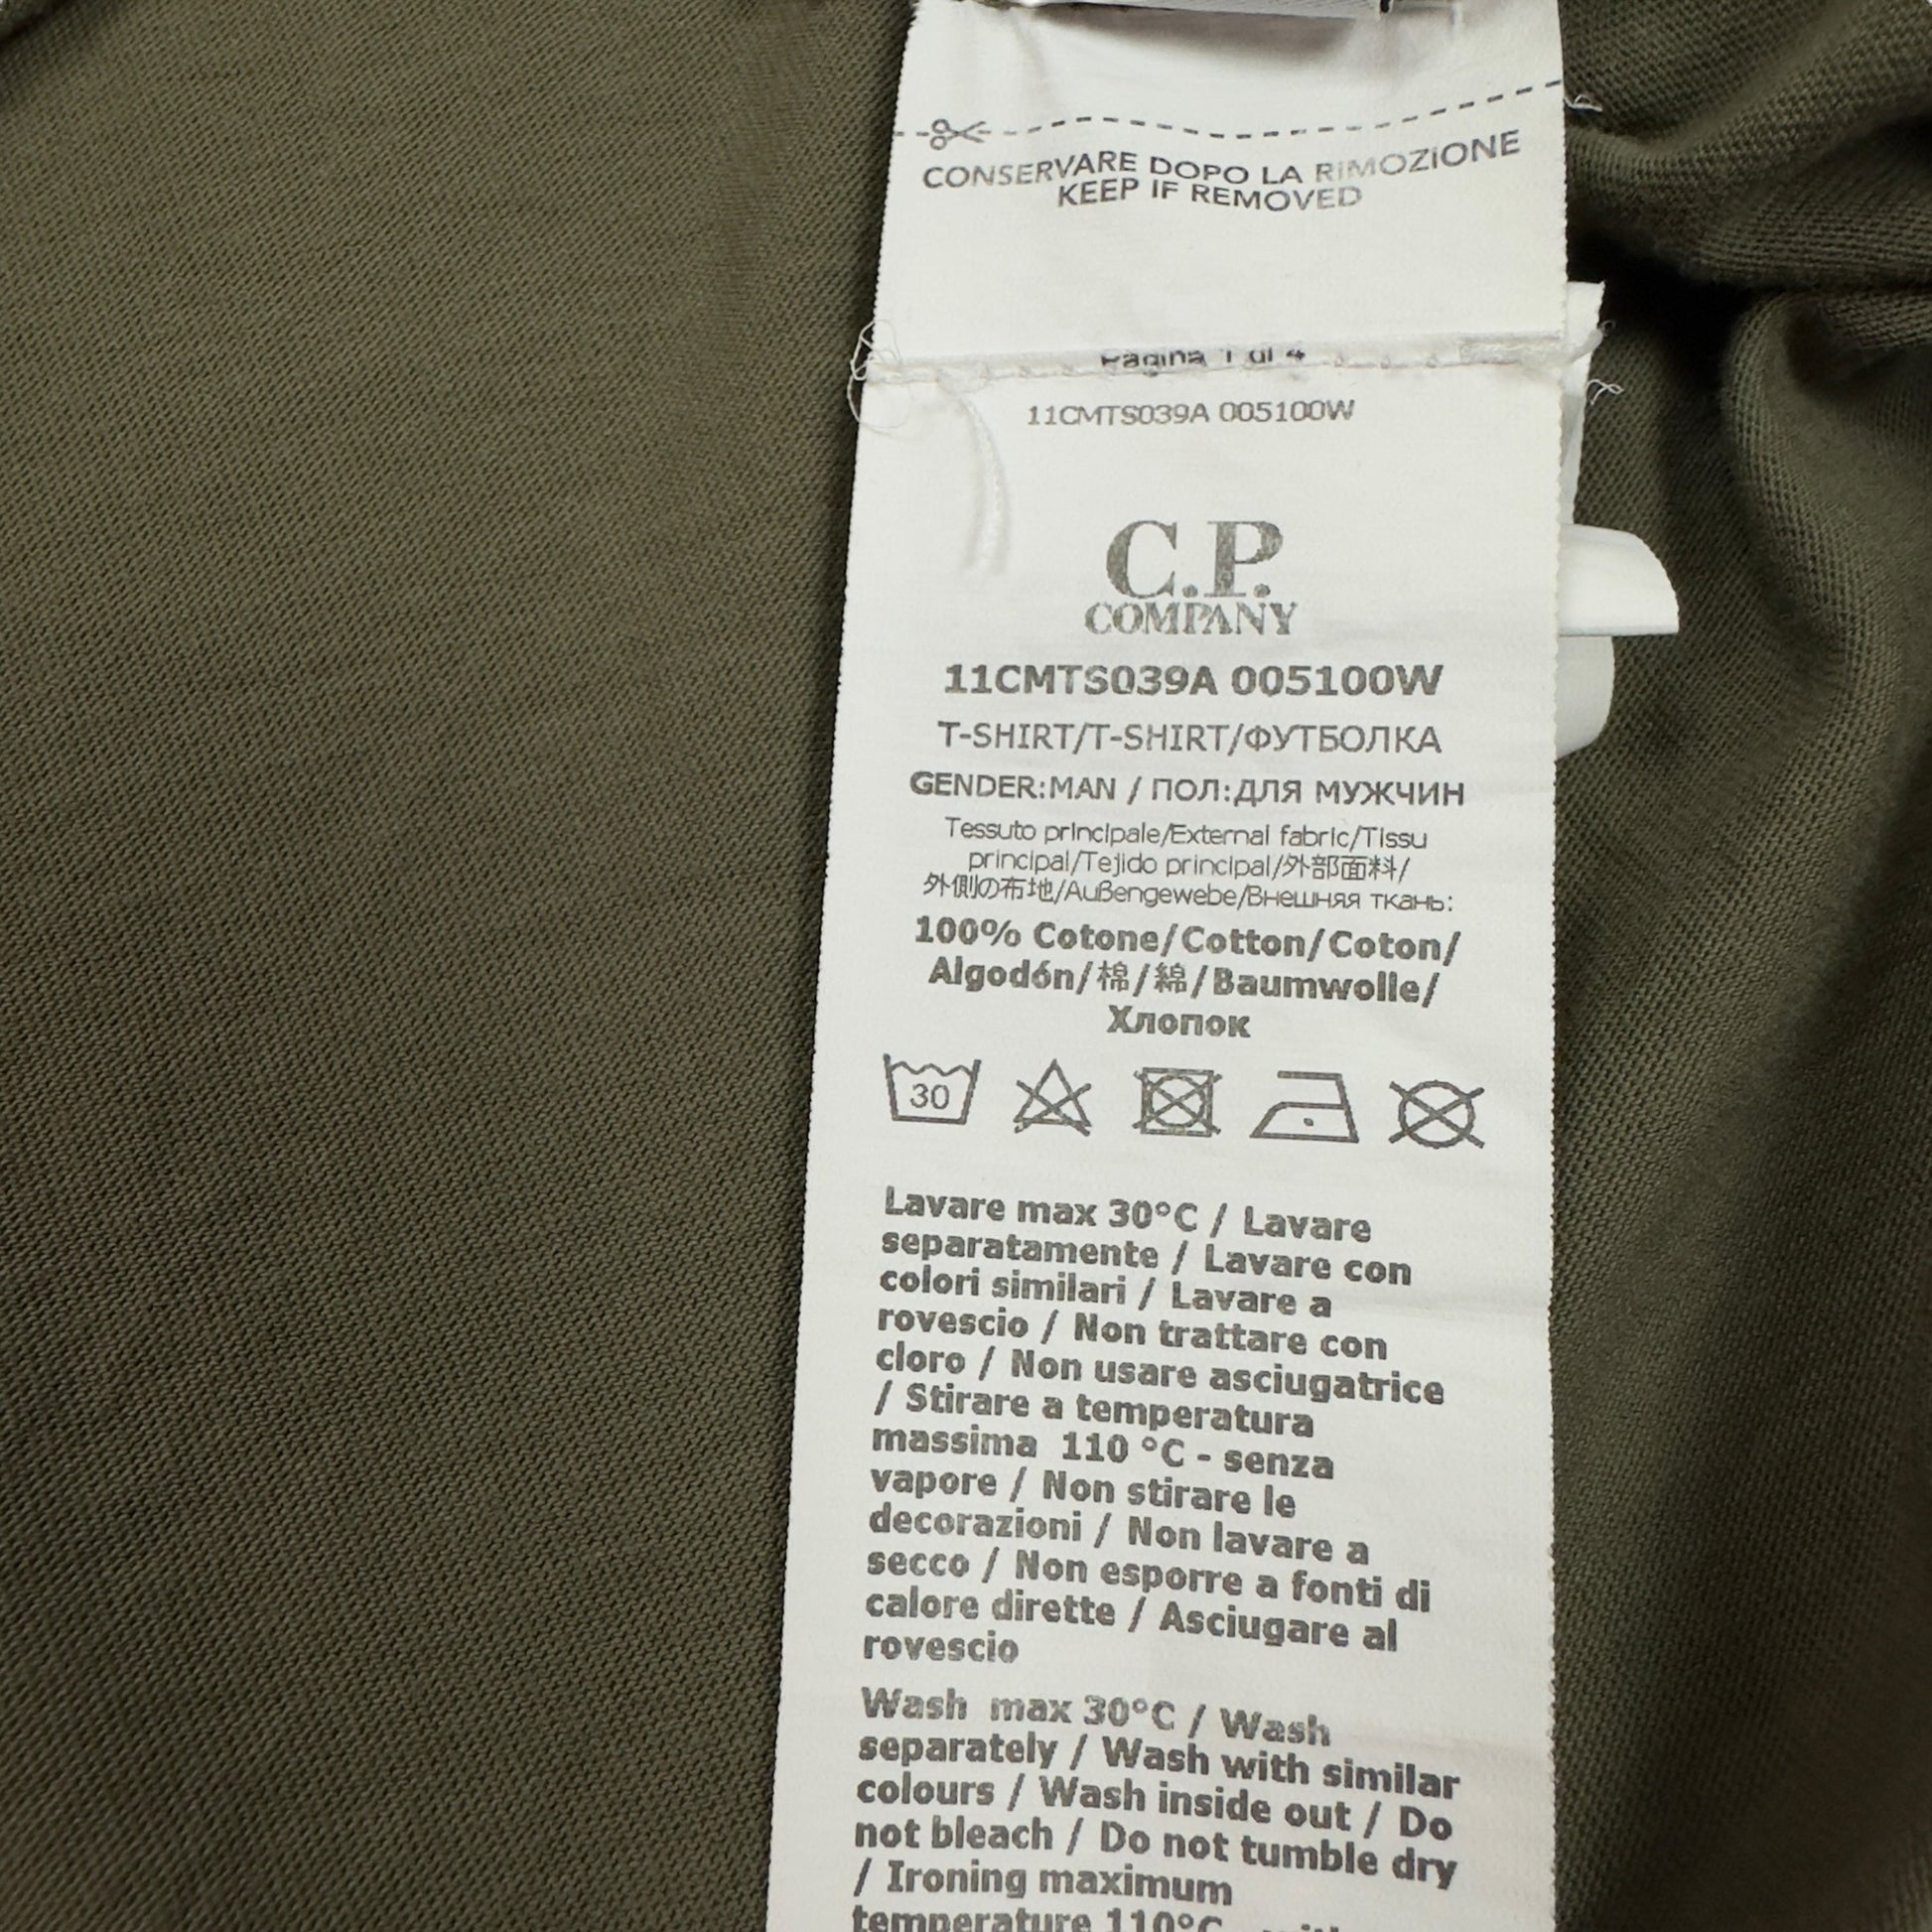 CONSERVARE DOPO LA RIMOZIONE
KEEP IF REMOVED
Pagina 1 di 4
11CMTS039A 005100W
C.P.
COMPANY
11CMTS039A 005100W
T-SHIRT/T-SHIRT/ФУТБОЛКА
GENDER:MAN / ПОЛ:ДЛЯ МУЖЧИН
Tessuto principale/External fabric/Tissu
principal/Tejido principal/外部面料/
外側の布地/Außengewebe/Внешняя ткань:
100% Cotone/Cotton/Coton/
Algodón/棉/綿/Baumwolle/
Хлопок
30
Lavare max 30°C / Lavare
separatamente / Lavare con
colori similari / Lavare a
rovescio / Non trattare con
cloro / Non usare asciugatrice
/ Stirare a temperatura
massima 110 °C - senza
vapore / Non stirare le
decorazioni / Non lavare a
secco / Non esporre a fonti di
calore dirette / Asciugare al
rovescio
Wash max 30°C / Wash
separately / Wash with similar
colours / Wash inside out / Do
not bleach / Do not tumble dry
/ Ironing maximum
temperature 110°C